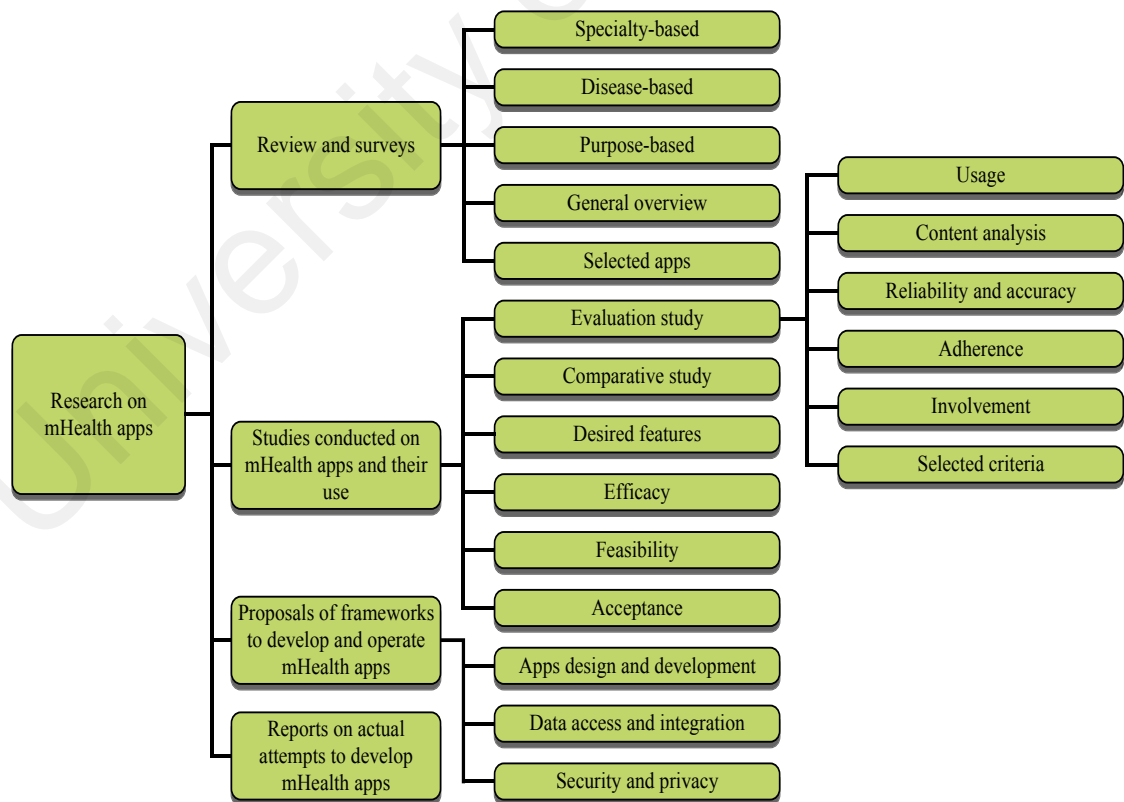 Research on
mHealth apps
Review and surveys
Specialty-based
Disease-based
Purpose-based
General overview
Selected apps
Studies conducted on
mHealth apps and their
use
Evaluation study
Usage
Content analysis
Reliability and accuracy
Adherence
Involvement
Selected criteria
Comparative study
Desired features
Efficacy
Feasibility
Acceptance
Proposals of frameworks
to develop and operate
mHealth apps
Apps design and development
Data access and integration
Security and privacy
Reports on actual
attempts to develop
mHealth apps
University